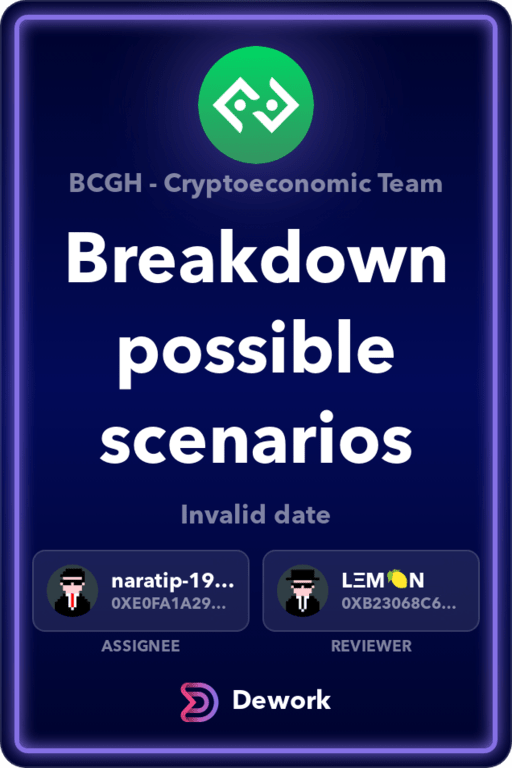 BCGH - Cryptoeconomic Team
Breakdown
possible
scenarios
Invalid date
naratip-19...
0XE0FA1A29...
ASSIGNEE
LΞM🍋N
0XB23068C6...
REVIEWER
Dework